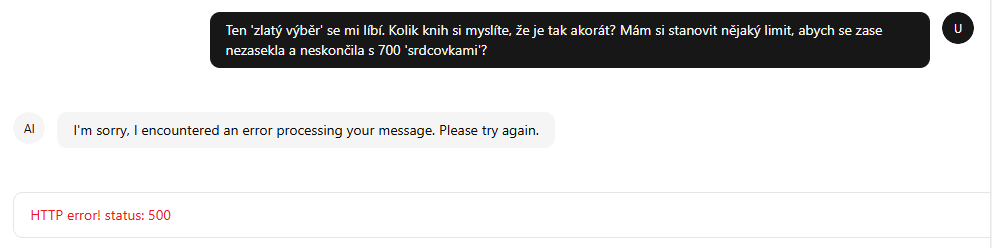 Ten 'zlatý výběr' se mi líbí. Kolik knih si myslíte, že je tak akorát? Mám si stanovit nějaký limit, abych se zase
nezasekla a neskončila s 700 'srdcovkami'?
U
AI
I'm sorry, I encountered an error processing your message. Please try again.
HTTP error! status: 500